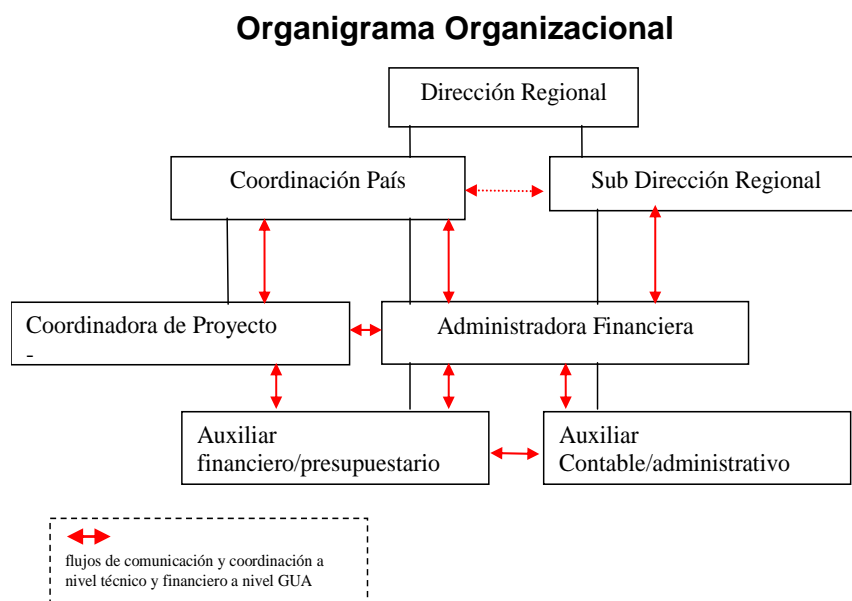 Organigrama Organizacional
Dirección Regional
Coordinación País
Sub Dirección Regional
Coordinadora de Proyecto
-
Administradora Financiera
Auxiliar
financiero/presupuestario
Auxiliar
Contable/administrativo
flujos de comunicación y coordinación a
nivel técnico y financiero a nivel GUA